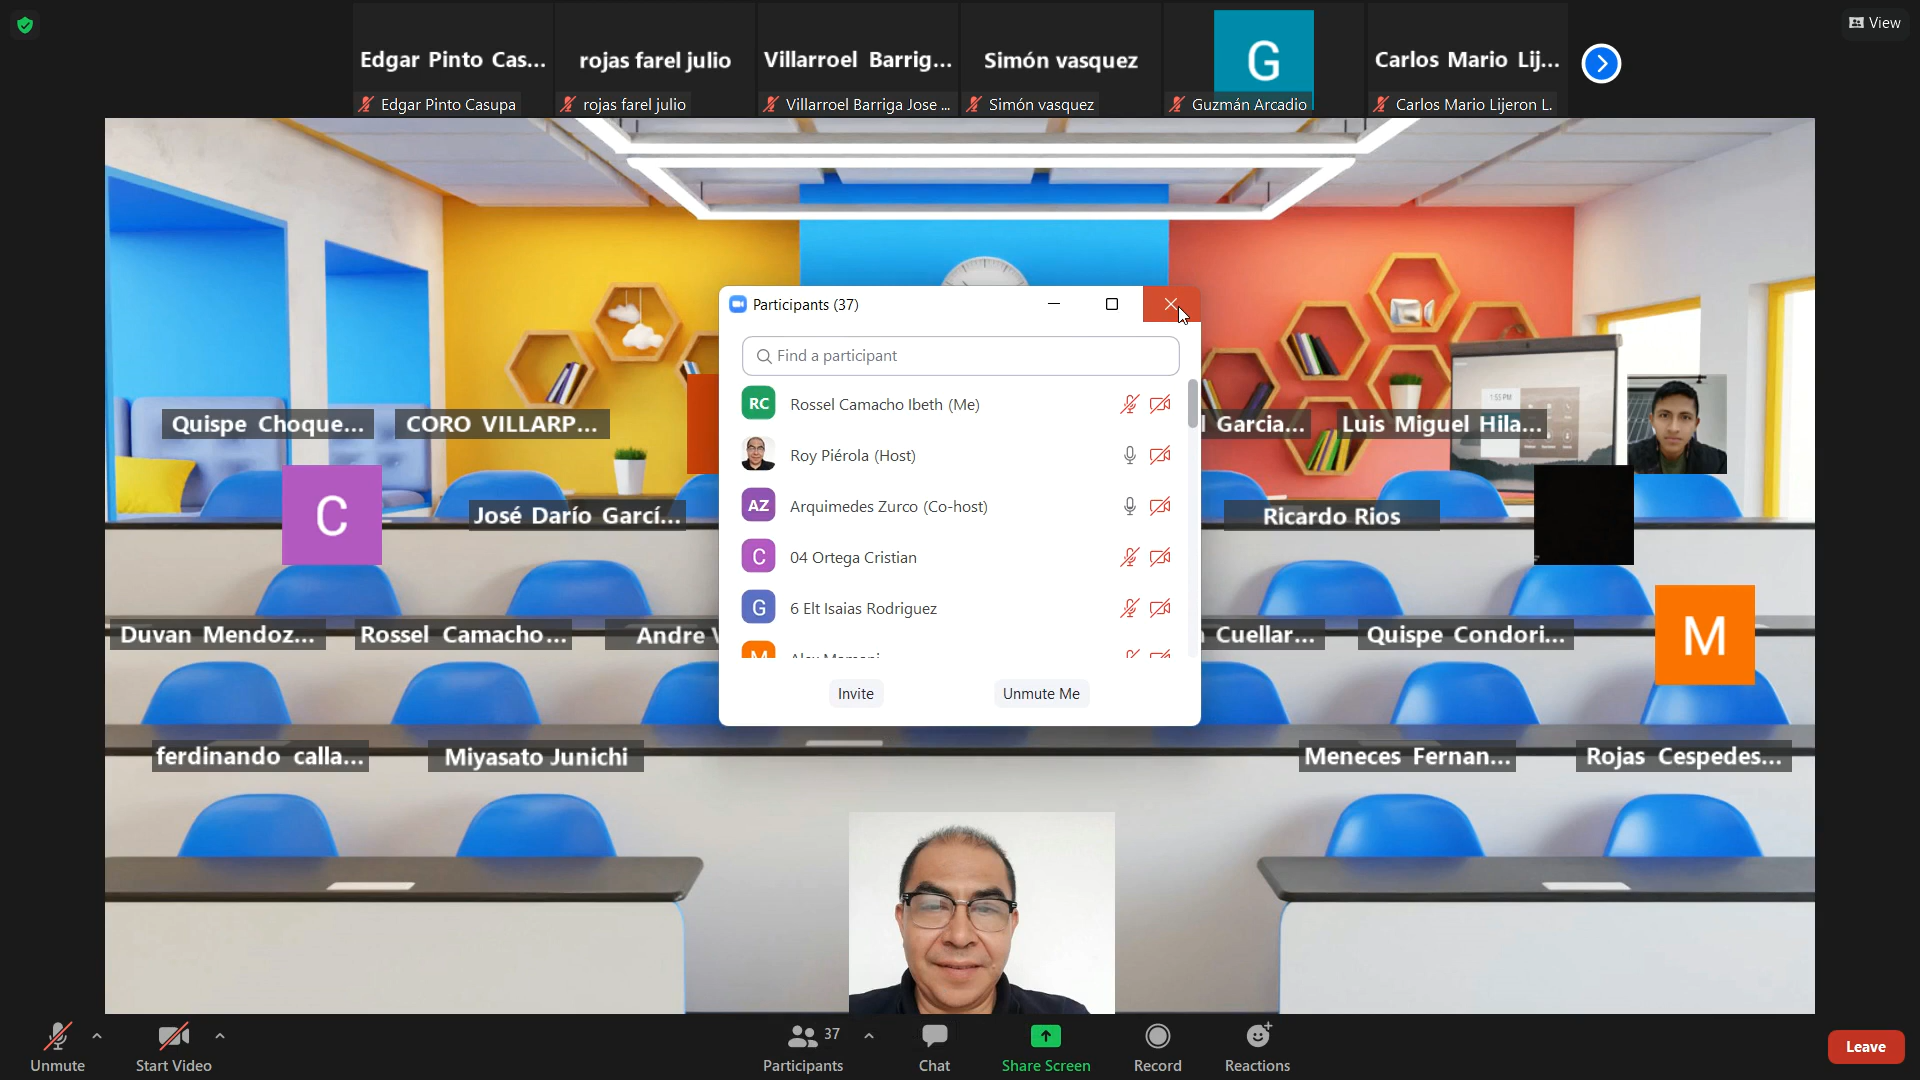 View
Edgar Pinto Cas...
rojas farel julio
Villarroel Barrig...
Simón vasquez
G
Carlos Mario Lij...
Edgar Pinto Casupa
rojas farel julio
Villarroel Barriga Jose ...
Simón vasquez
Guzmán Arcadio
Carlos Mario Lijeron L.
Participants (37)
Find a participant
RC Rossel Camacho Ibeth (Me)
Roy Piérola (Host)
AZ Arquimedes Zurco (Co-host)
C 04 Ortega Cristian
G 6 Elt Isaias Rodriguez
Invite
Unmute Me
Quispe Choque...
CORO VILLARP...
Garcia...
Luis Miguel Hila...
1:55 PM
C
José Darío Garcí...
Ricardo Rios
Duvan Mendoz...
Rossel Camacho...
Andre
Cuellar...
Quispe Condori...
M
ferdinando calla...
Miyasato Junichi
Meneces Fernan...
Rojas Cespedes...
Unmute
Start Video
37
Participants
Chat
Share Screen
Record
Reactions
Leave